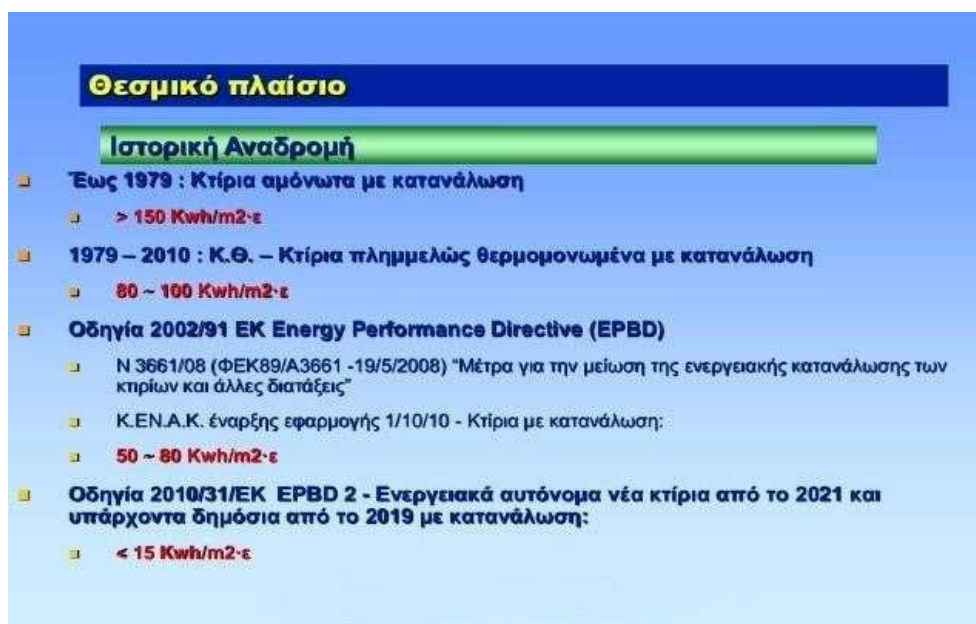 Θεσμικό πλαίσιο
Ιστορική Αναδρομή
Έως 1979 : Κτίρια αμόνωτα με κατανάλωση
> 150 Kwh/m2·ε
1979 – 2010 : Κ.Θ. – Κτίρια πλημμελώς θερμομονωμένα με κατανάλωση
80 ~ 100 Kwh/m2·ε
Οδηγία 2002/91 ΕΚ Energy Performance Directive (EPBD)
Ν 3661/08 (ΦΕΚ89/Α3661 -19/5/2008) “Μέτρα για την μείωση της ενεργειακής κατανάλωσης των
κτιρίων και άλλες διατάξεις”
Κ.ΕΝ.Α.Κ. έναρξης εφαρμογής 1/10/10 - Κτίρια με κατανάλωση:
50 ~ 80 Kwh/m2·ε
Οδηγία 2010/31/ΕΚ EPBD 2 - Ενεργειακά αυτόνομα νέα κτίρια από το 2021 και
υπάρχοντα δημόσια από το 2019 με κατανάλωση:
< 15 Kwh/m2·ε